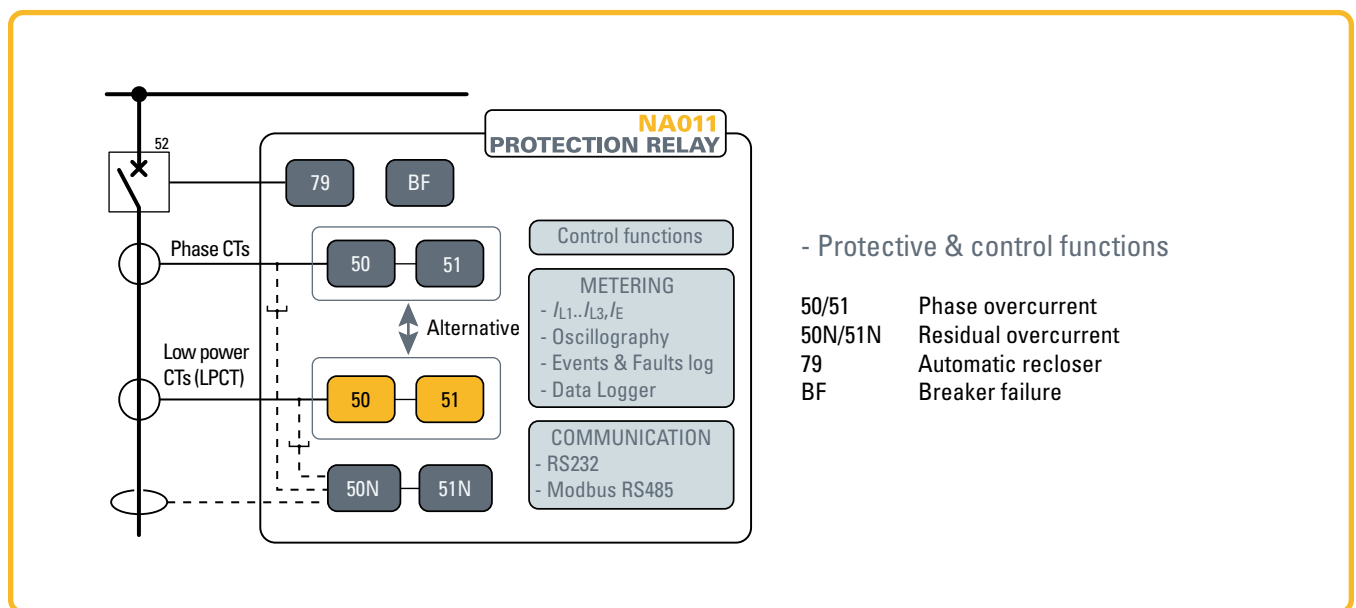 NA011
PROTECTION RELAY
52
79
BF
Phase CTs
50
51
Alternative
Low power
CTs (LPCT)
50
51
50N
51N
Control functions
METERING
- IL1..IL3,IE
- Oscillography
- Events & Faults log
- Data Logger
COMMUNICATION
- RS232
- Modbus RS485
- Protective & control functions
50/51 Phase overcurrent
50N/51N Residual overcurrent
79 Automatic recloser
BF Breaker failure